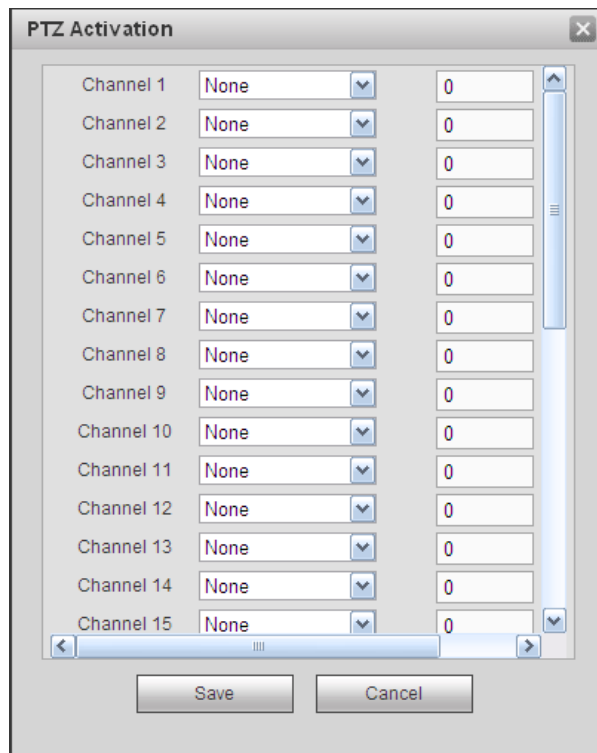 PTZ Activation
Channel 1 None 0
Channel 2 None 0
Channel 3 None 0
Channel 4 None 0
Channel 5 None 0
Channel 6 None 0
Channel 7 None 0
Channel 8 None 0
Channel 9 None 0
Channel 10 None 0
Channel 11 None 0
Channel 12 None 0
Channel 13 None 0
Channel 14 None 0
Channel 15 None 0
Save Cancel